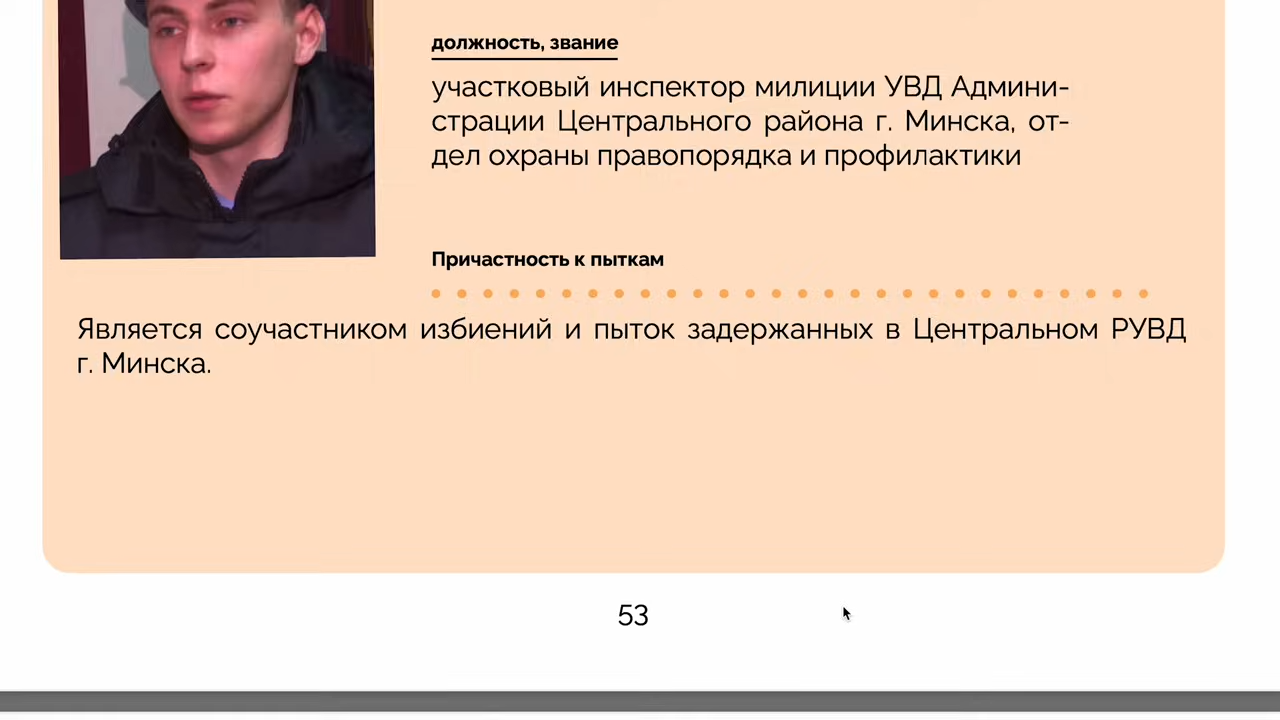 должность, звание
участковый инспектор милиции УВД Админи-
страции Центрального района г. Минска, от-
дел охраны правопорядка и профилактики
Причастность к пыткам
Является соучастником избиений и пыток задержанных в Центральном РУВД
г. Минска.
53